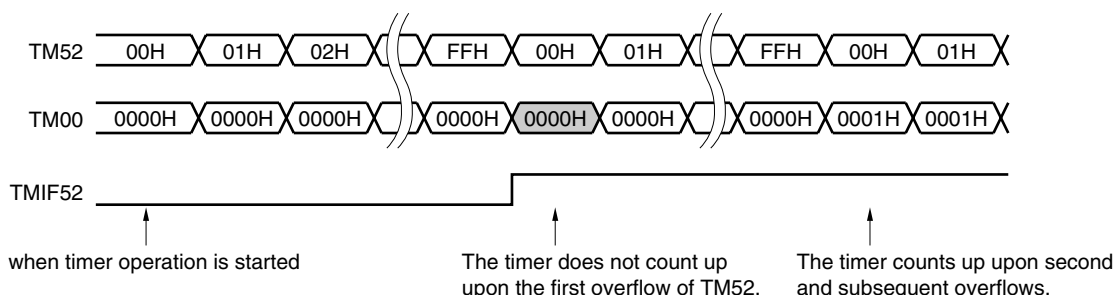 TM52 00H 01H 02H FFH 00H 01H FFH 00H 01H
TM00 0000H 0000H 0000H 0000H 0000H 0000H 0000H 0001H 0001H
TMIF52
when timer operation is started
The timer does not count up
upon the first overflow of TM52.
The timer counts up upon second
and subsequent overflows.